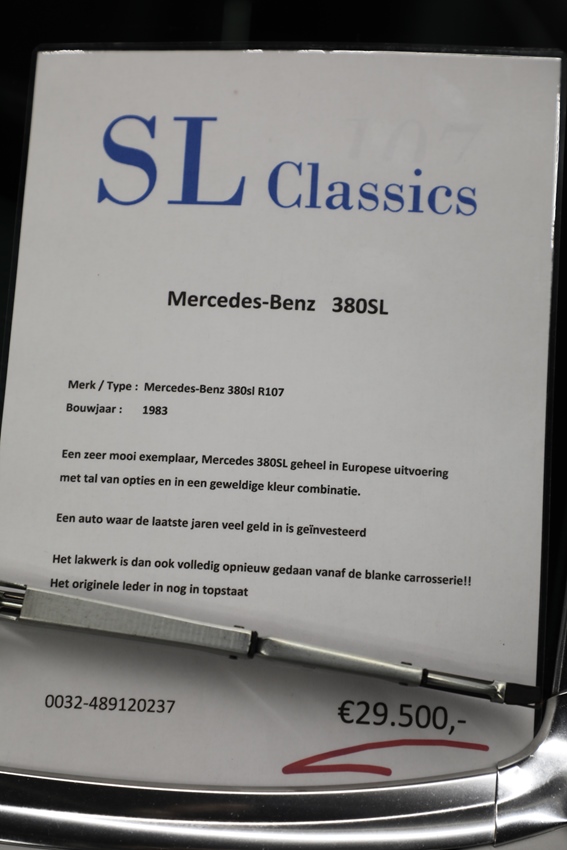 SL Classics
Mercedes-Benz 380SL
Merk / Type : Mercedes-Benz 380sl R107
Bouwjaar : 1983
Een zeer mooi exemplaar, Mercedes 380SL geheel in Europese uitvoering
met tal van opties en in een geweldige kleur combinatie.
Een auto waar de laatste jaren veel geld in is geïnvesteerd
Het lakwerk is dan ook volledig opnieuw gedaan vanaf de blanke carrosserie!!
Het originele leder in nog in topstaat
0032-489120237
€29.500,-